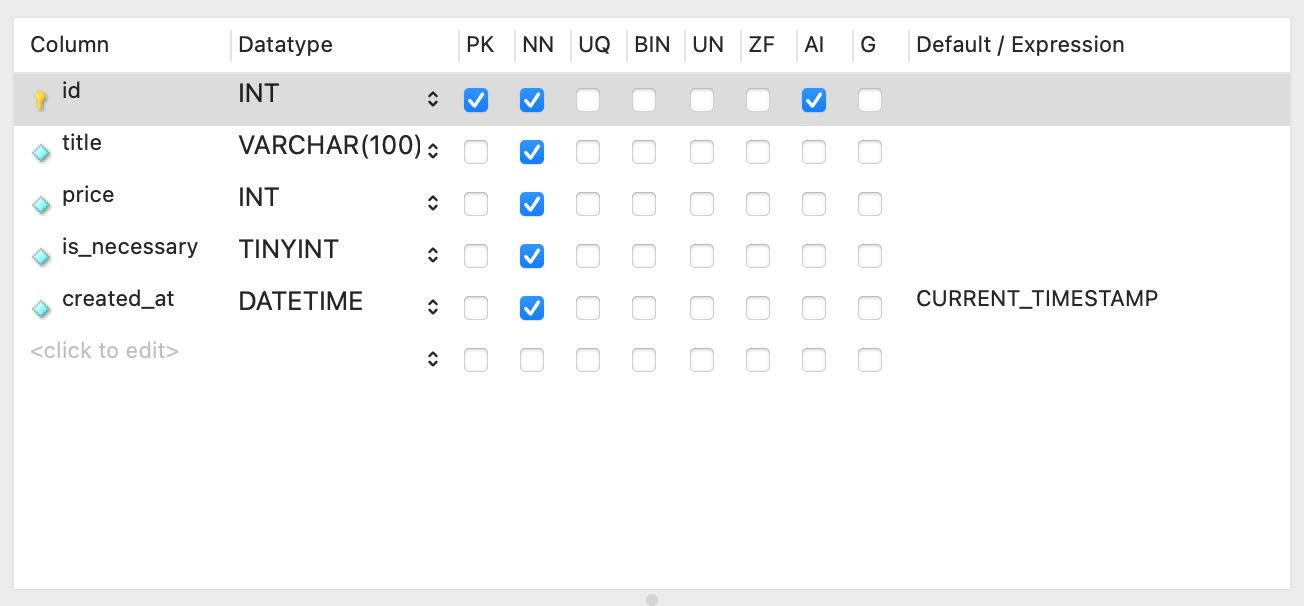 Column Datatype PK NN UQ BIN UN ZF AI G Default / Expression
id INT
title VARCHAR(100)
price INT
is_necessary TINYINT
created_at DATETIME CURRENT_TIMESTAMP
<click to edit>